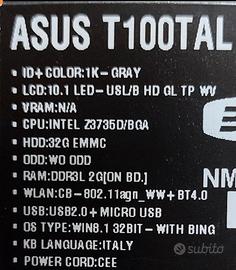 ASUS T100TAL
• ID+ COLOR:1K- GRAY
• LCD:10.1 LED-USL/B HD GL TP WV
• VRAM:N/A
• CPU:INTEL Z3735D/BGA
• HDD:32G EMMC
• ODD:WO ODD
• RAM:DDR3L 2G(ON BD.]
• WLAN:CB-802.11agn_WW+BT4.0
• USB:USB2.0+ MICRO USB
• OS TYPE:WIN8.1 32BIT- WITH BING
• KB LANGUAGE:ITALY
• POWER CORD:CEE
NM
subito